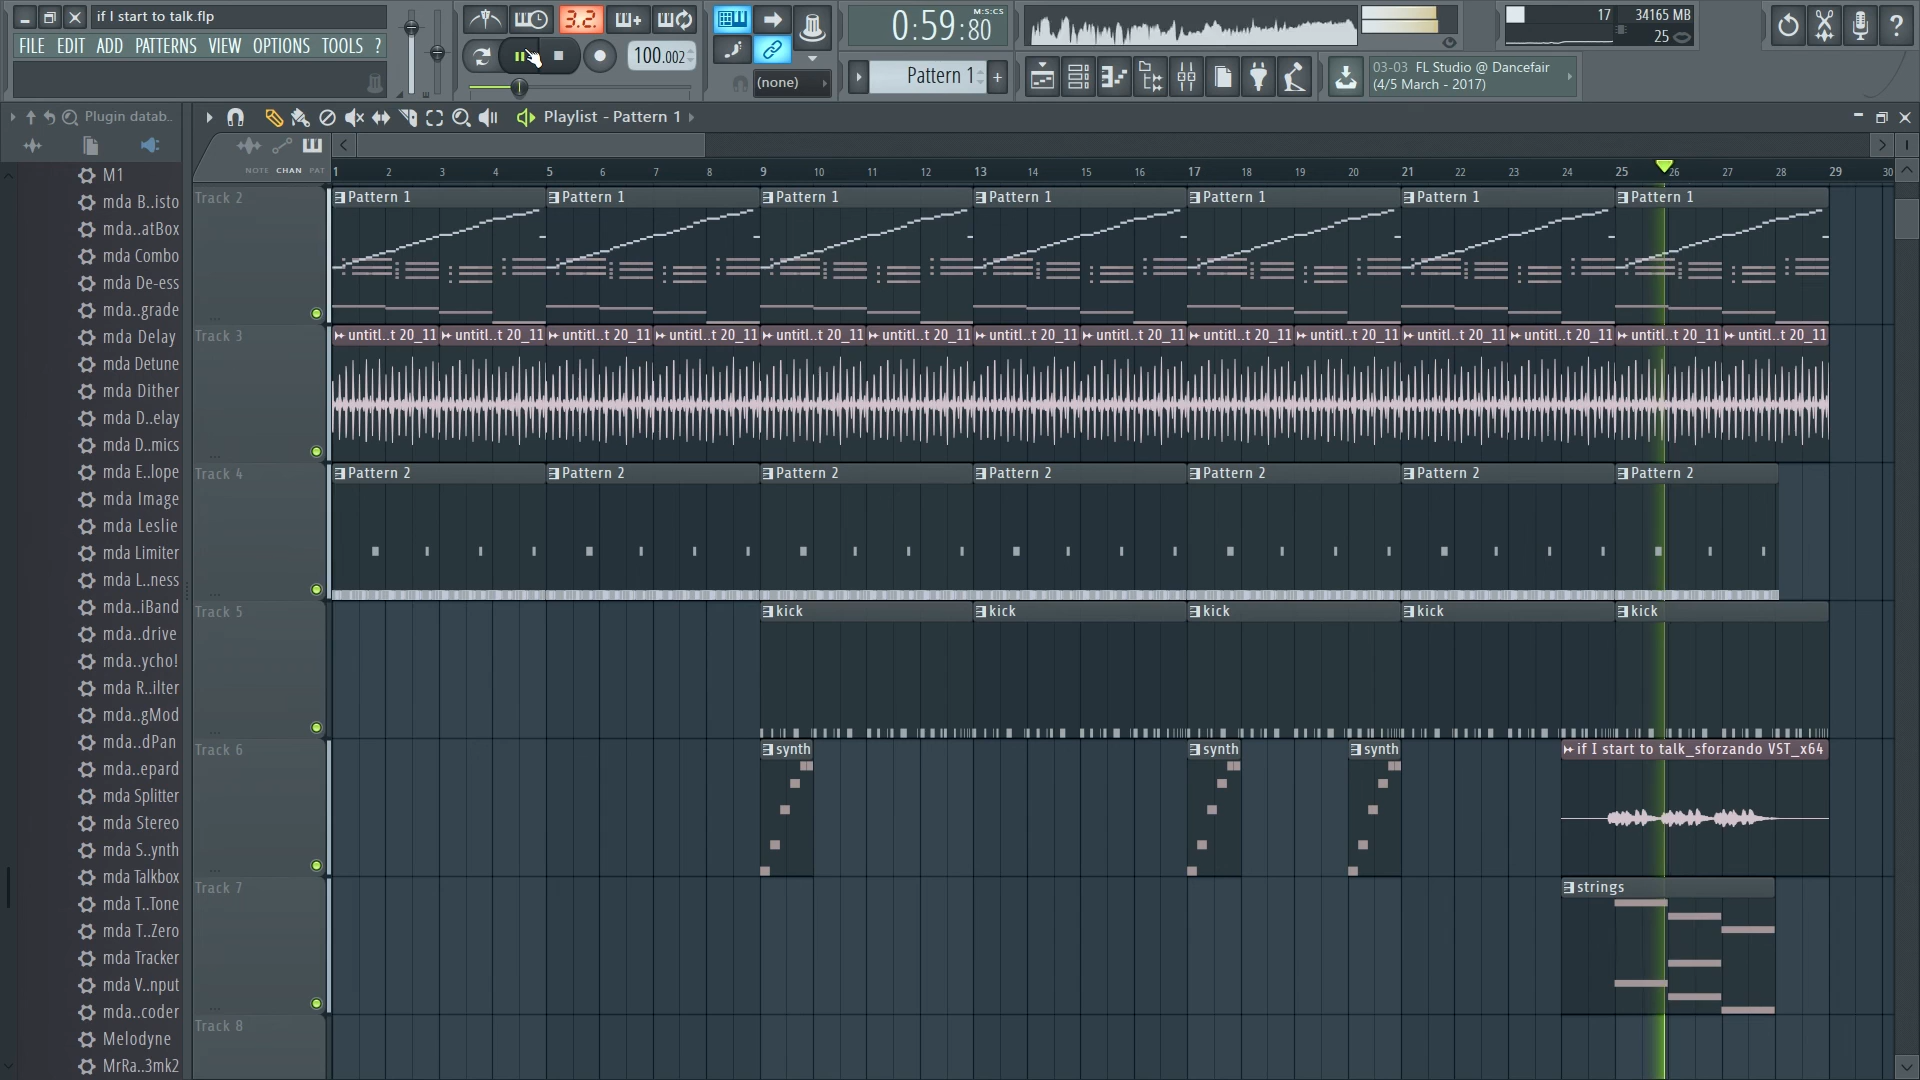 if I start to talk.flp
FILE EDIT ADD PATTERNS VIEW OPTIONS TOOLS ?
3.2.
100.002
(none)
0:59:80
M:S:CS
Pattern 1
+
17
34165 MB
25
?
03-03 FL Studio @ Dancefair
(4/5 March - 2017)
Plugin datab..
Playlist - Pattern 1
NOTE CHAN PAT
1 2 3 4 5 6 7 8 9 10 11 12 13 14 15 16 17 18 19 20 21 22 23 24 25 26 27 28 29 30
M1
mda B..isto
mda..atBox
mda Combo
mda De-ess
mda..grade
mda Delay
mda Detune
mda Dither
mda D..elay
mda D..mics
mda E..lope
mda Image
mda Leslie
mda Limiter
mda L..ness
mda..iBand
mda..drive
mda..ycho!
mda R..ilter
mda..gMod
mda..dPan
mda..epard
mda Splitter
mda Stereo
mda S..ynth
mda Talkbox
mda T..Tone
mda T..Zero
mda Tracker
mda V..nput
mda..coder
Melodyne
MrRa..3mk2
Track 2
Pattern 1 Pattern 1 Pattern 1 Pattern 1 Pattern 1 Pattern 1 Pattern 1
Track 3
untitl..t 20_11 untitl..t 20_11 untitl..t 20_11 untitl..t 20_11 untitl..t 20_11 untitl..t 20_11 untitl..t 20_11 untitl..t 20_11 untitl..t 20_11 untitl..t 20_11 untitl..t 20_11 untitl..t 20_11 untitl..t 20_11 untitl..t 20_11
Track 4
Pattern 2 Pattern 2 Pattern 2 Pattern 2 Pattern 2 Pattern 2 Pattern 2
Track 5
kick kick kick kick kick
Track 6
synth synth synth if I start to talk_sforzando VST_x64
Track 7
strings
Track 8